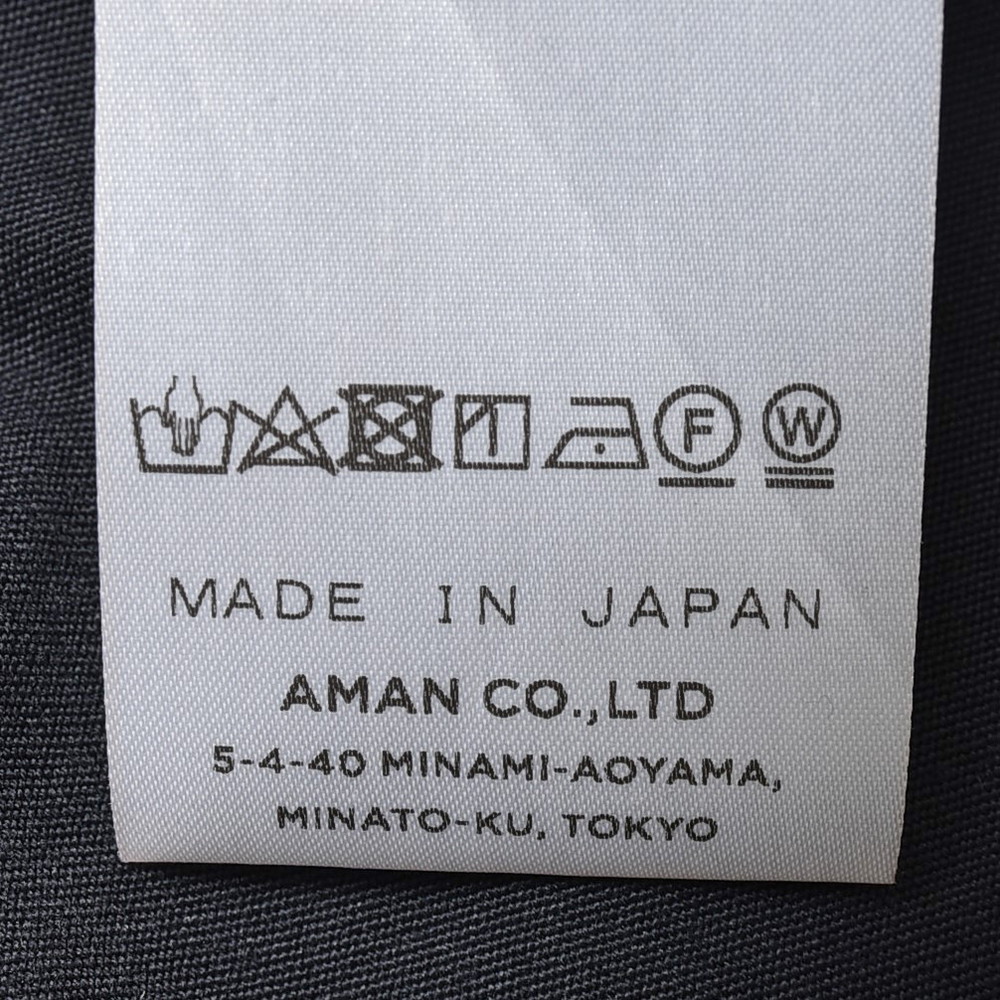 F W
MADE IN JAPAN
AMAN CO.,LTD
5-4-40 MINAMI-AOYAMA,
MINATO-KU, TOKYO